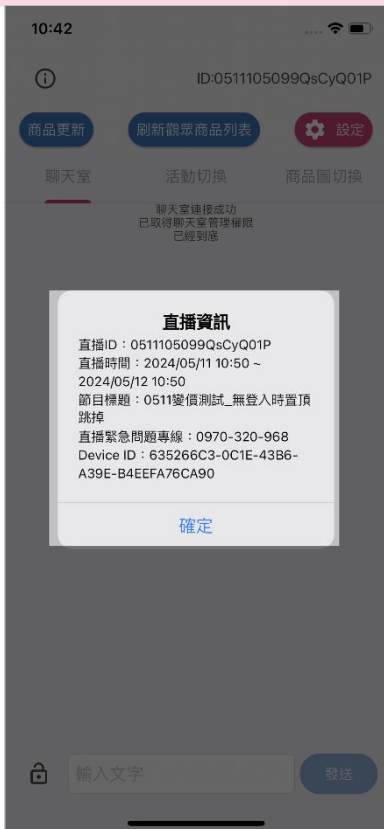 10:42
ID:0511105099QsCyQ01P
商品更新
刷新觀眾商品列表
設定
聊天室
活動切換
商品圖切換
聊天室連接成功
已取得聊天室管理權限
已經到底
直播資訊
直播ID：0511105099QsCyQ01P
直播時間：2024/05/11 10:50 ~
2024/05/12 10:50
節目標題：0511變價測試_無登入時置頂
跳掉
直播緊急問題專線：0970-320-968
Device ID：635266C3-0C1E-43B6-
A39E-B4EEFA76CA90
確定
輸入文字
發送